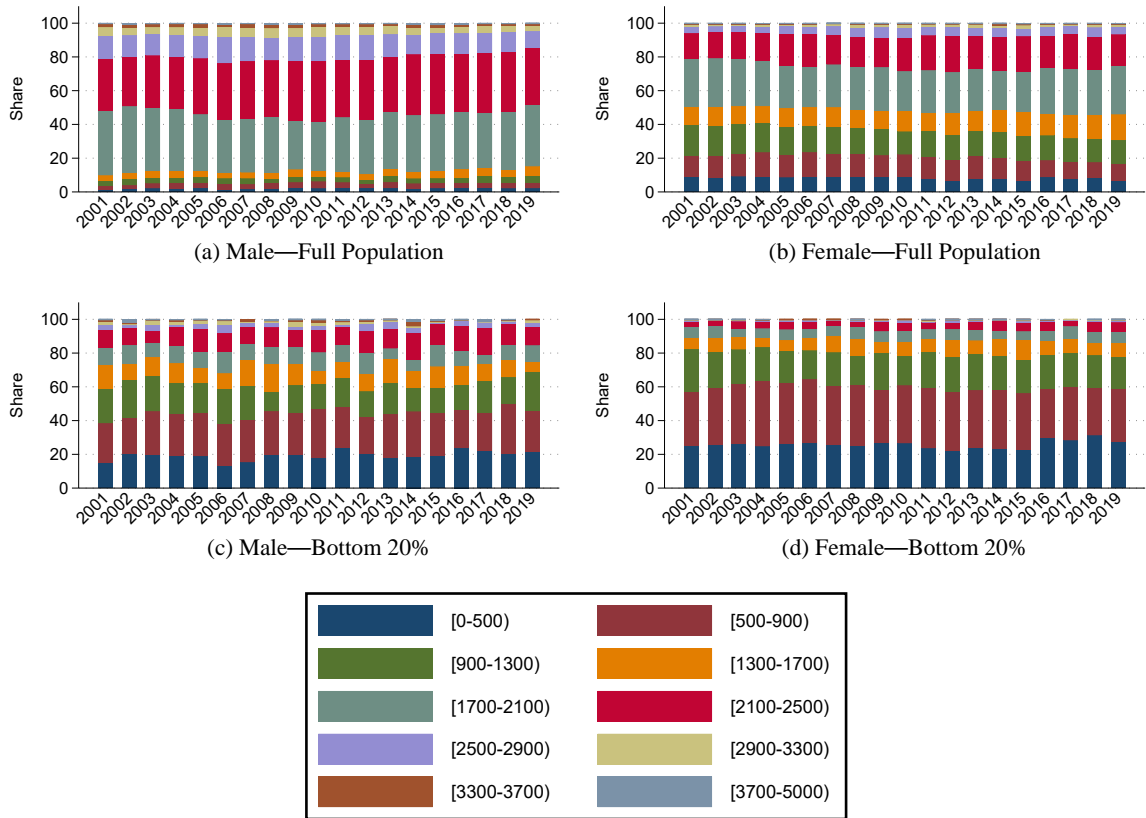 Share
100
80
60
40
20
0
2001 2002 2003 2004 2005 2006 2007 2008 2009 2010 2011 2012 2013 2014 2015 2016 2017 2018 2019
(a) Male—Full Population
Share
100
80
60
40
20
0
2001 2002 2003 2004 2005 2006 2007 2008 2009 2010 2011 2012 2013 2014 2015 2016 2017 2018 2019
(b) Female—Full Population
Share
100
80
60
40
20
0
2001 2002 2003 2004 2005 2006 2007 2008 2009 2010 2011 2012 2013 2014 2015 2016 2017 2018 2019
(c) Male—Bottom 20%
Share
100
80
60
40
20
0
2001 2002 2003 2004 2005 2006 2007 2008 2009 2010 2011 2012 2013 2014 2015 2016 2017 2018 2019
(d) Female—Bottom 20%
[0-500) [500-900)
[900-1300) [1300-1700)
[1700-2100) [2100-2500)
[2500-2900) [2900-3300)
[3300-3700) [3700-5000)